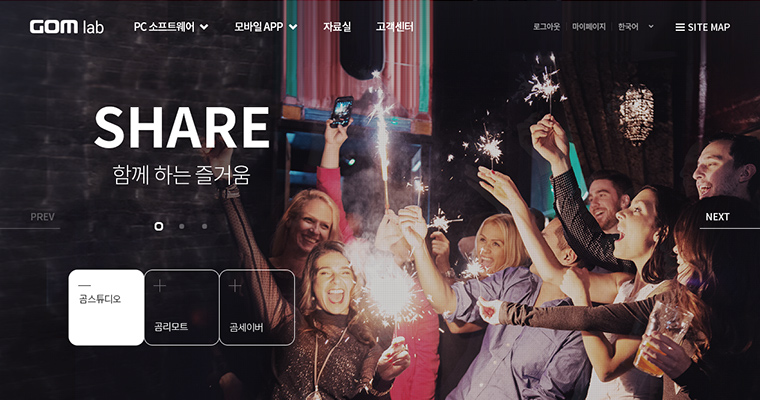 GOM lab PC 소프트웨어 모바일 APP 자료실 고객센터 로그아웃 마이페이지 한국어 SITE MAP
SHARE
함께 하는 즐거움
PREV
NEXT
곰스튜디오
곰리모트 곰세이버